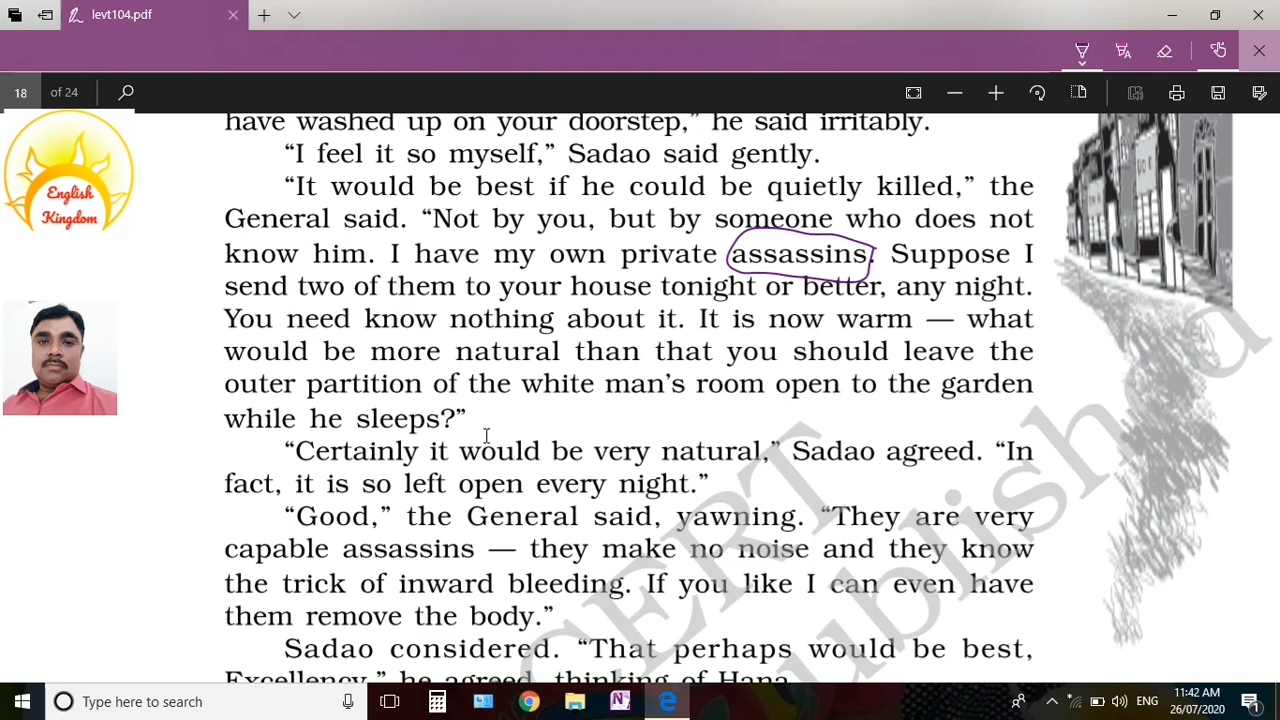 levt104.pdf
18 of 24
English
Kingdom
have washed up on your doorstep,” he said irritably.
“I feel it so myself,” Sadao said gently.
“It would be best if he could be quietly killed,” the
General said. “Not by you, but by someone who does not
know him. I have my own private assassins. Suppose I
send two of them to your house tonight or better, any night.
You need know nothing about it. It is now warm — what
would be more natural than that you should leave the
outer partition of the white man’s room open to the garden
while he sleeps?”
“Certainly it would be very natural,” Sadao agreed. “In
fact, it is so left open every night.”
“Good,” the General said, yawning. “They are very
capable assassins — they make no noise and they know
the trick of inward bleeding. If you like I can even have
them remove the body.”
Sadao considered. “That perhaps would be best,
Excellency,” he agreed, thinking of Hana.
CERT
published
Type here to search
ENG
11:42 AM
26/07/2020